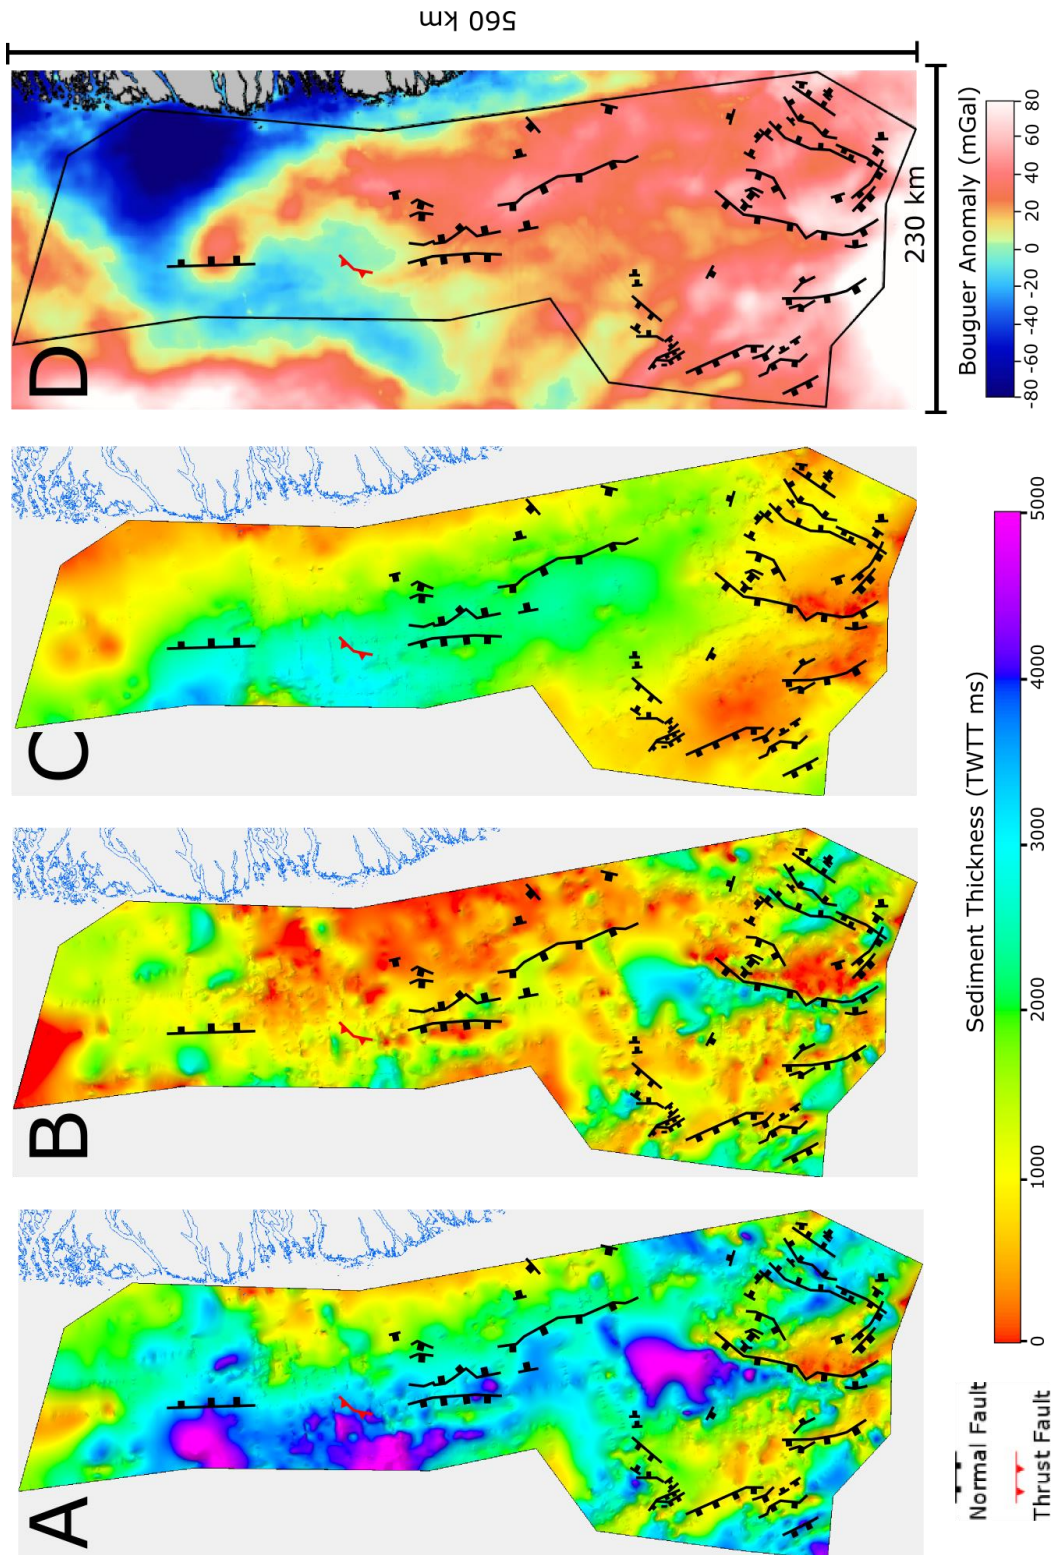 A
B
C
D
560 km
230 km
Bouguer Anomaly (mGal)
-80
-60
-40
-20
0
20
40
60
80
Sediment Thickness (TWTT ms)
0
1000
2000
3000
4000
5000
Normal Fault
Thrust Fault